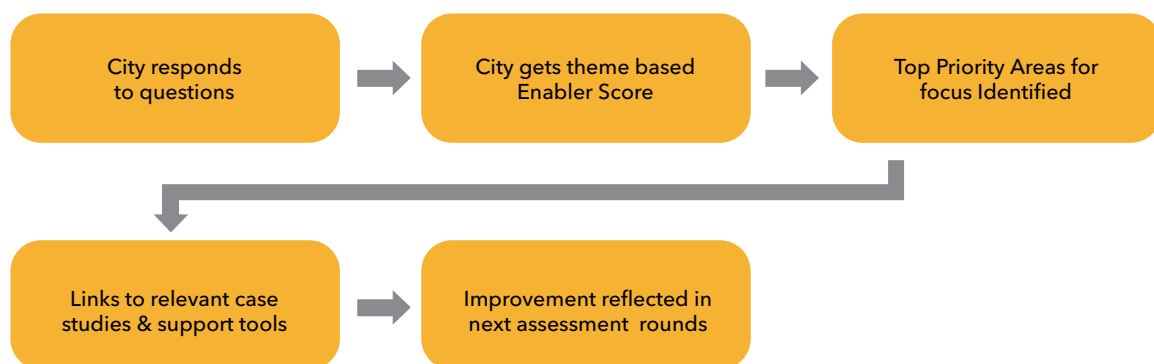 City responds
to questions
City gets theme based
Enabler Score
Top Priority Areas for
focus Identified
Links to relevant case
studies & support tools
Improvement reflected in
next assessment  rounds